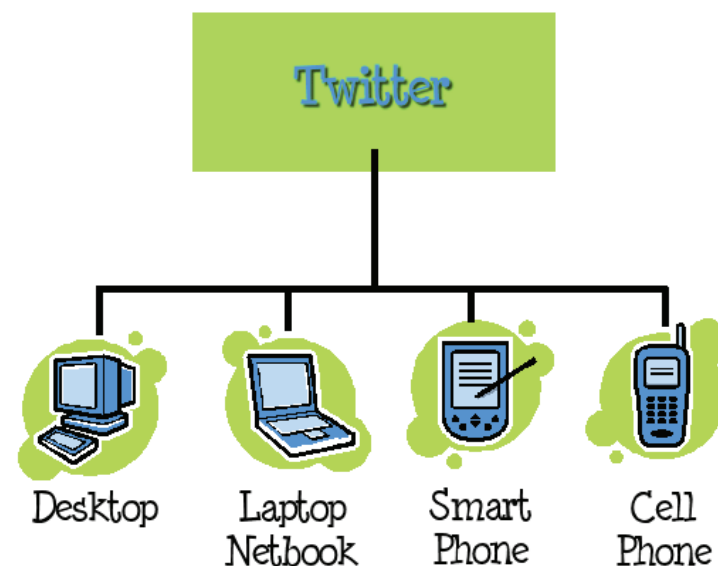 Twitter
Desktop
Laptop
Netbook
Smart
Phone
Cell
Phone